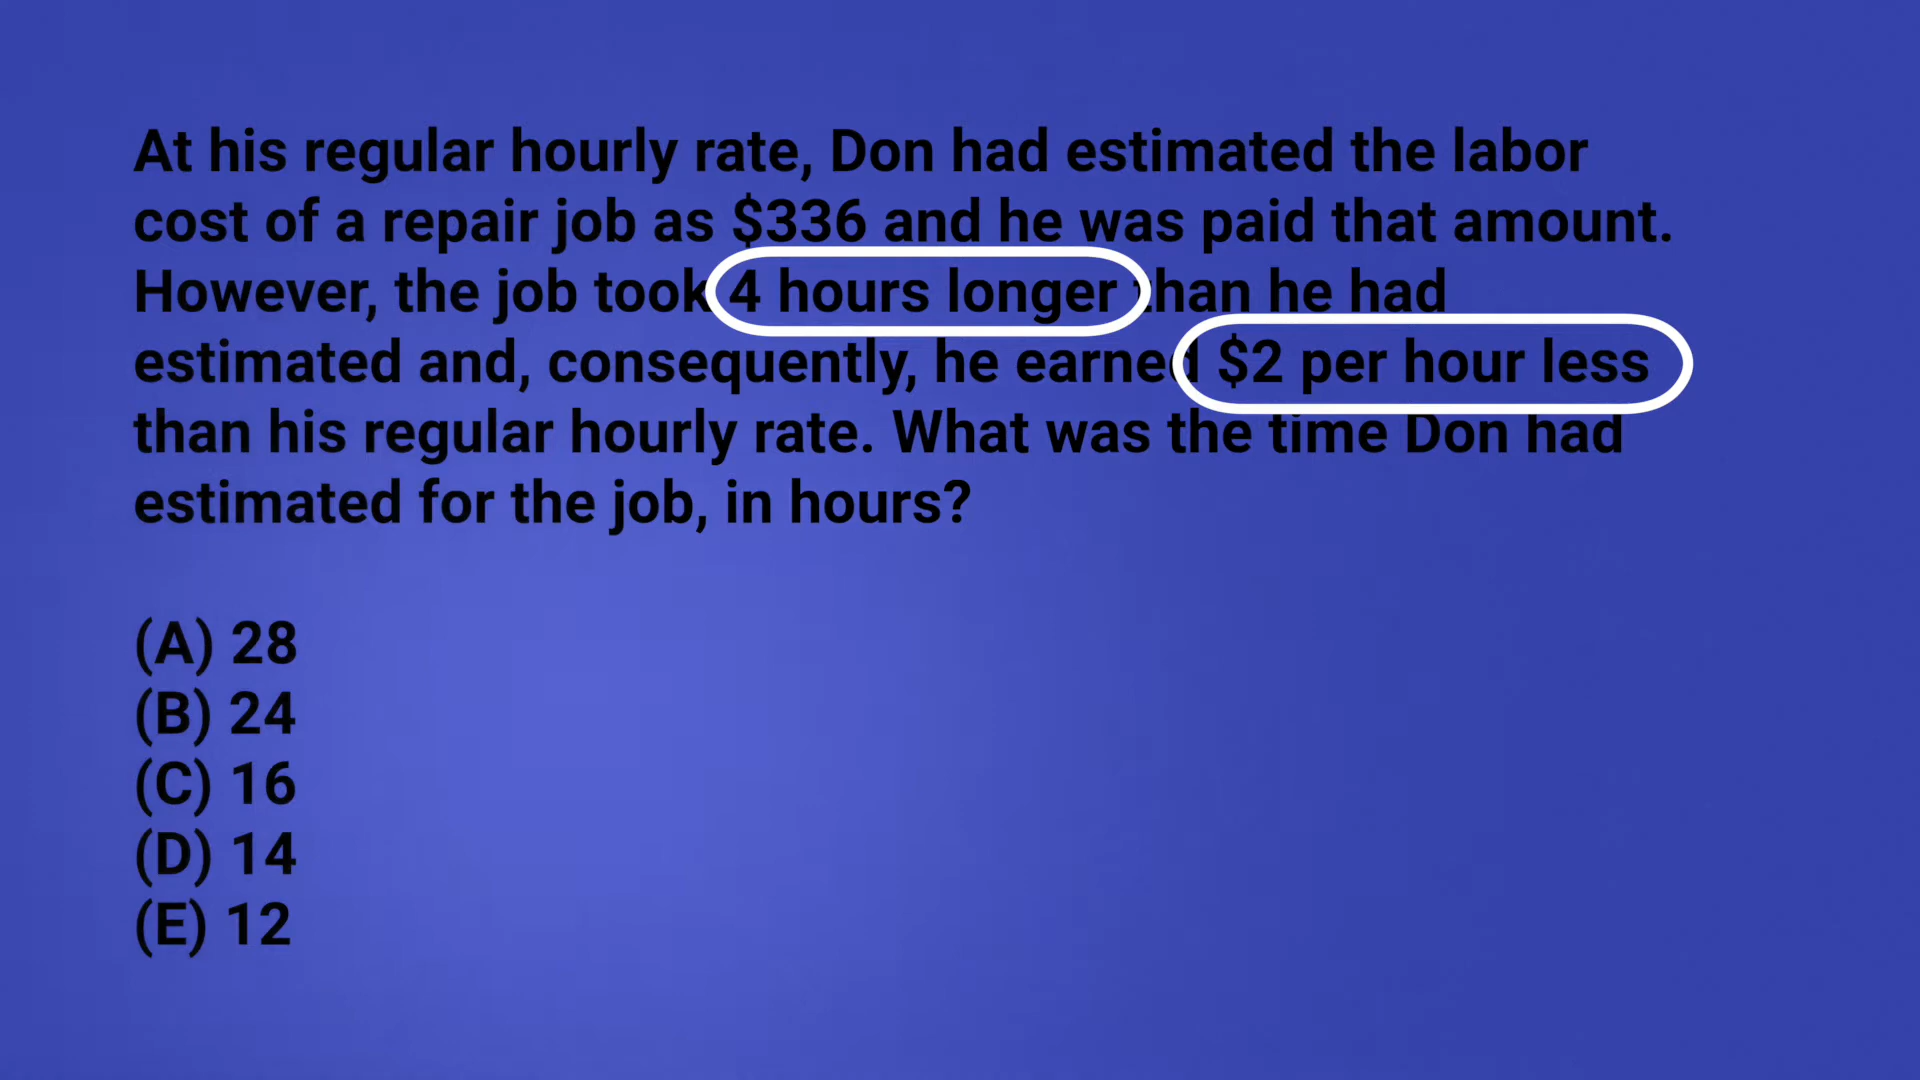 At his regular hourly rate, Don had estimated the labor
cost of a repair job as $336 and he was paid that amount.
However, the job took 4 hours longer than he had
estimated and, consequently, he earned $2 per hour less
than his regular hourly rate. What was the time Don had
estimated for the job, in hours?
(A) 28
(B) 24
(C) 16
(D) 14
(E) 12